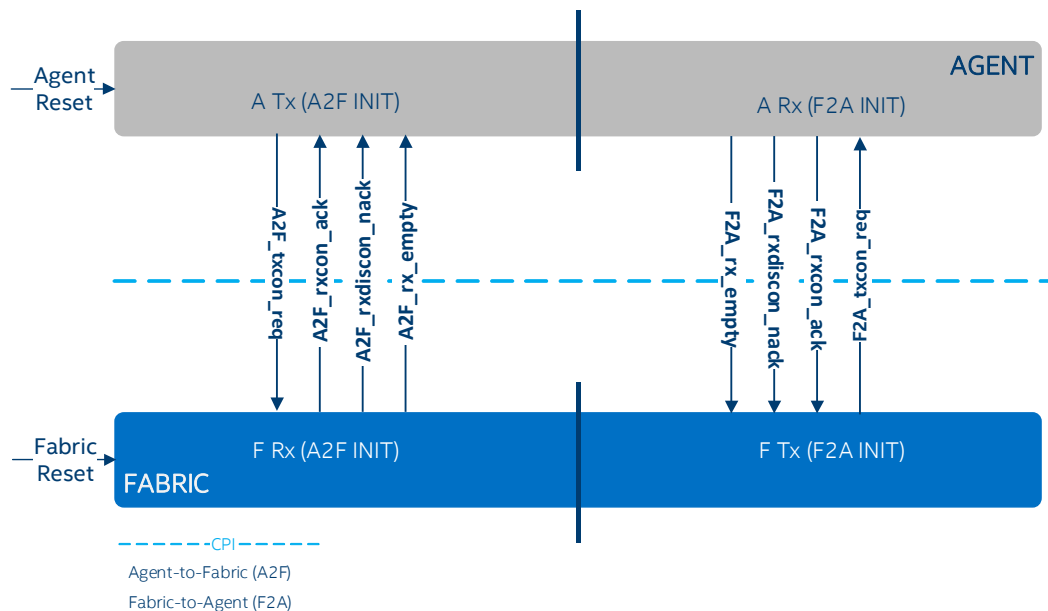 AGENT
Agent
Reset
A Tx (A2F INIT)
A Rx (F2A INIT)
A2F_txcon_req
A2F_rxcon_ack
A2F_rxdiscon_nack
A2F_rx_empty
F2A_rx_empty
F2A_rxdiscon_nack
F2A_rxcon_ack
F2A_txcon_req
Fabric
Reset
F Rx (A2F INIT)
F Tx (F2A INIT)
FABRIC
CPI
Agent-to-Fabric (A2F)
Fabric-to-Agent (F2A)